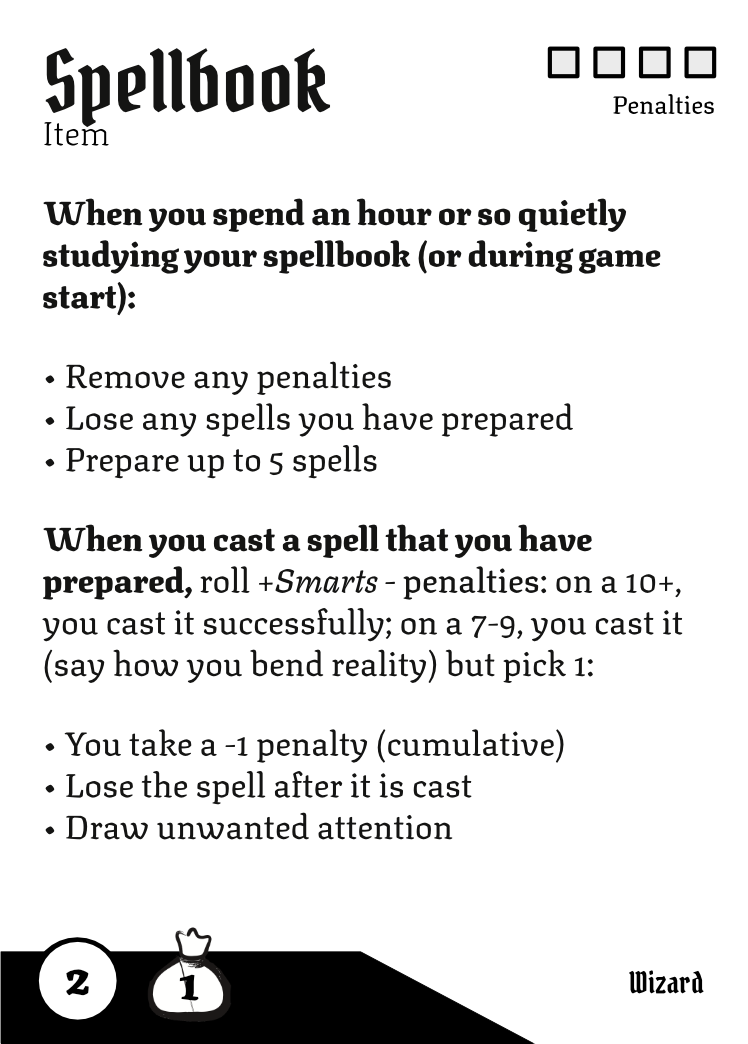 Spellbook
Item
Penalties
When you spend an hour or so quietly
studying your spellbook (or during game
start):
• Remove any penalties
• Lose any spells you have prepared
• Prepare up to 5 spells
When you cast a spell that you have
prepared, roll +Smarts - penalties: on a 10+,
you cast it successfully; on a 7-9, you cast it
(say how you bend reality) but pick 1:
• You take a -1 penalty (cumulative)
• Lose the spell after it is cast
• Draw unwanted attention
2
1
Wizard